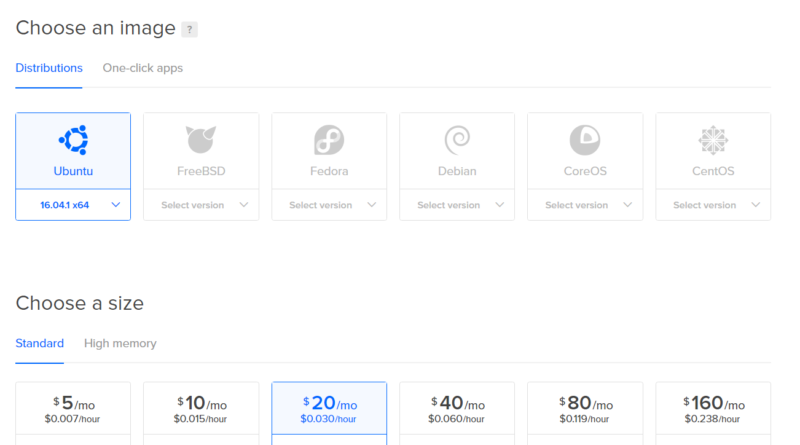 Choose an image ?
Distributions One-click apps
Ubuntu FreeBSD Fedora Debian CoreOS CentOS
16.04.1 x64 Select version Select version Select version Select version Select version
Choose a size
Standard High memory
$5/mo $10/mo $20/mo $40/mo $80/mo $160/mo
$0.007/hour $0.015/hour $0.030/hour $0.060/hour $0.119/hour $0.238/hour